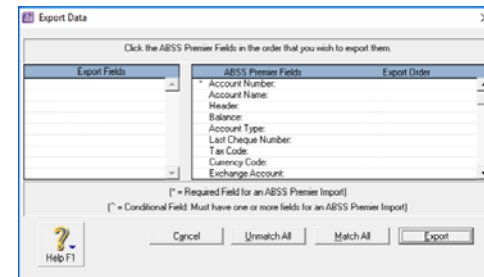 Export Data
Click the ABSS Premier Fields in the order that you wish to export them.
Export Fields
ABSS Premier Fields Export Order
* Account Number:
Account Name:
Header:
Balance:
Account Type:
Last Cheque Number:
Tax Code:
Currency Code:
Exchange Account:
(* = Required Field for an ABSS Premier Import)
(^ = Conditional Field: Must have one or more fields for an ABSS Premier Import)
Help F1
Cancel
Unmatch All
Match All
Export